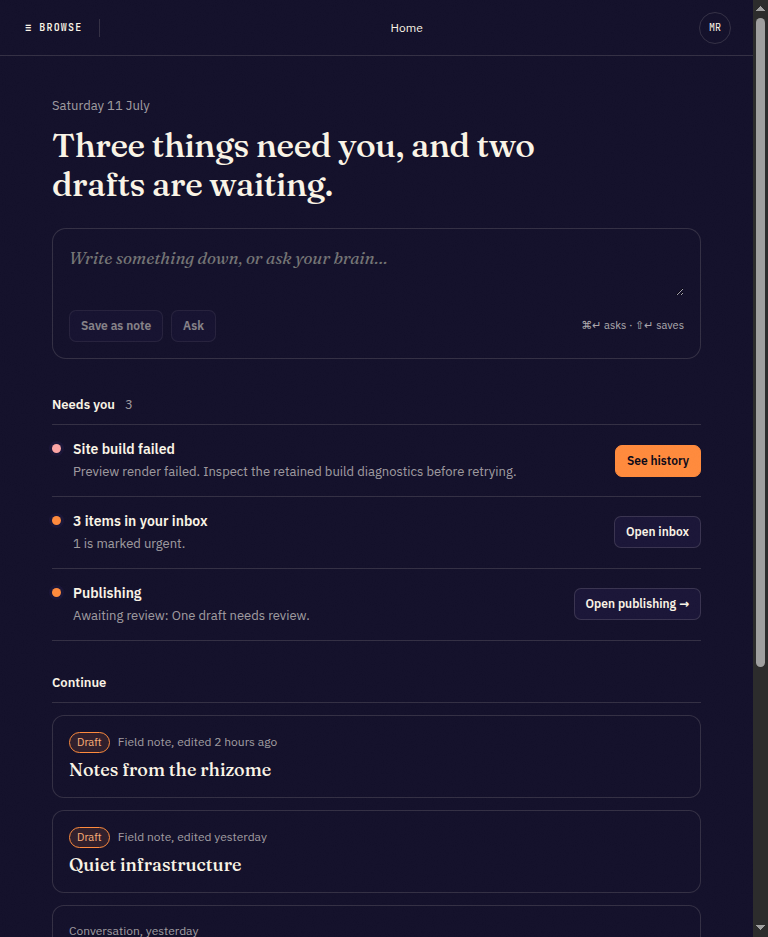 ≡ BROWSE
Home
MR
Saturday 11 July
Three things need you, and two
drafts are waiting.
Write something down, or ask your brain...
Save as note
Ask
⌘↵ asks · ⇧↵ saves
Needs you 3
Site build failed
Preview render failed. Inspect the retained build diagnostics before retrying.
See history
3 items in your inbox
1 is marked urgent.
Open inbox
Publishing
Awaiting review: One draft needs review.
Open publishing →
Continue
Draft Field note, edited 2 hours ago
Notes from the rhizome
Draft Field note, edited yesterday
Quiet infrastructure
Conversation, yesterday